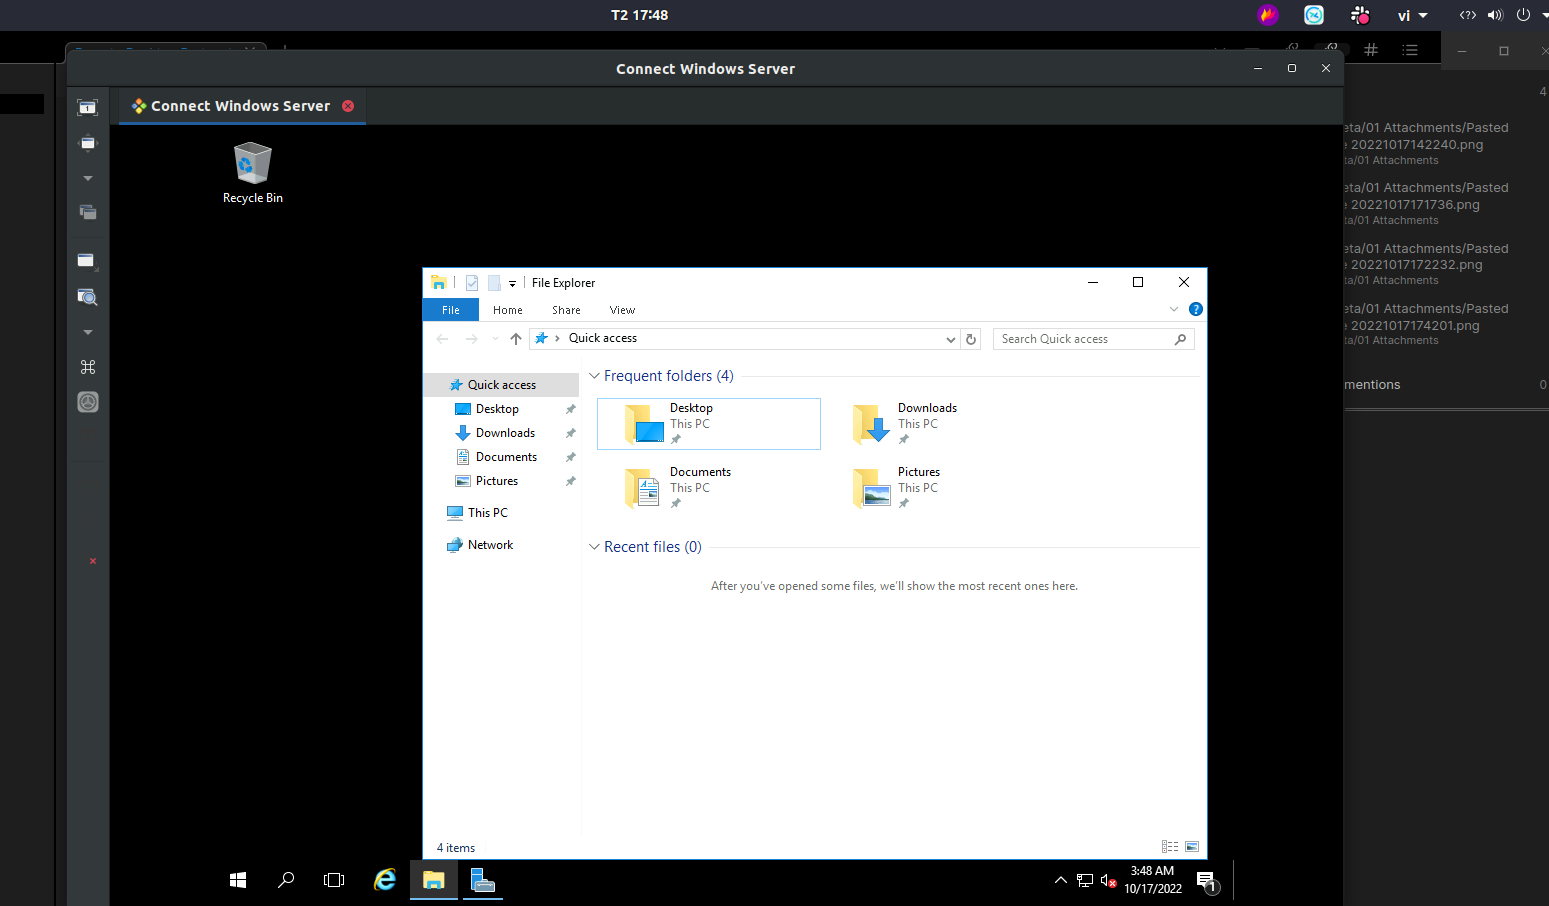 T2 17:48
vi
Connect Windows Server
Connect Windows Server
Recycle Bin
File Explorer
File
Home
Share
View
Quick access
Search Quick access
Quick access
Desktop
Downloads
Documents
Pictures
This PC
Network
Frequent folders (4)
Desktop
This PC
Downloads
This PC
Documents
This PC
Pictures
This PC
Recent files (0)
After you've opened some files, we'll show the most recent ones here.
4 items
3:48 AM
10/17/2022
1
4
eta/01 Attachments/Pasted
20221017142240.png
ta/01 Attachments
eta/01 Attachments/Pasted
20221017171736.png
ta/01 Attachments
eta/01 Attachments/Pasted
20221017172232.png
ta/01 Attachments
eta/01 Attachments/Pasted
20221017174201.png
ta/01 Attachments
mentions
0